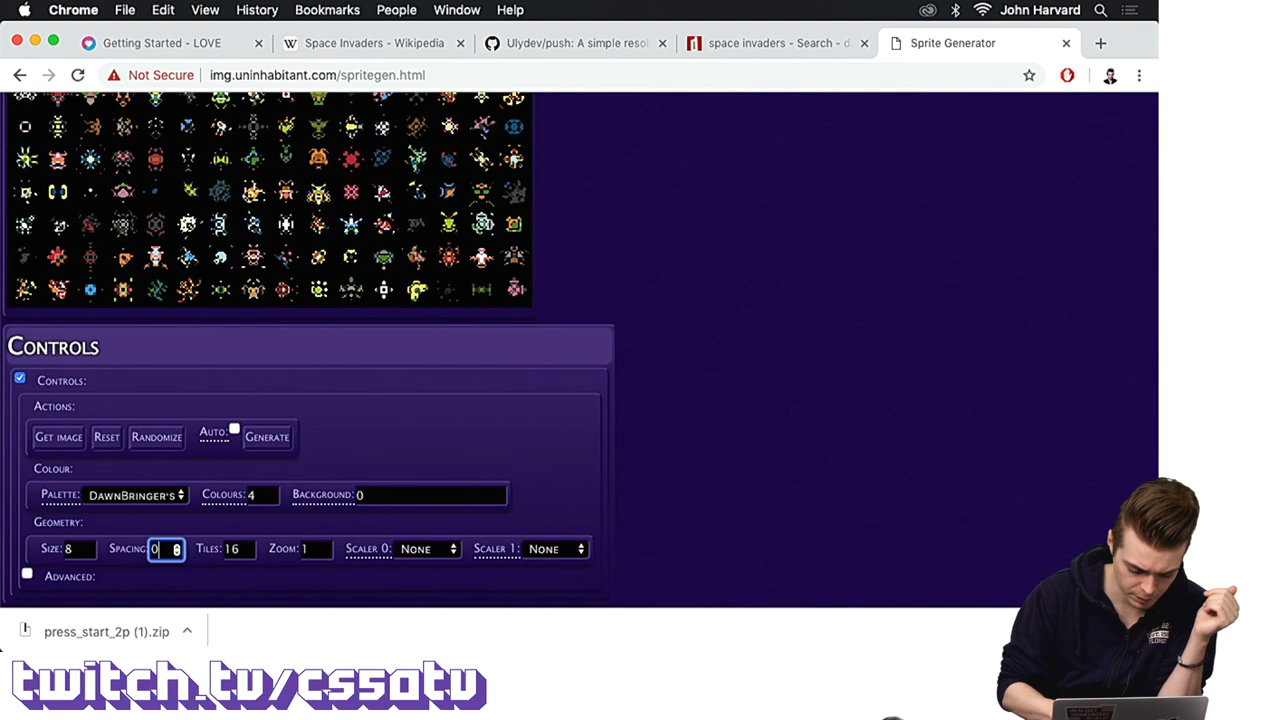 Chrome File Edit View History Bookmarks People Window Help John Harvard
Getting Started - LOVE Space Invaders - Wikipedia Ulydev/push: A simple resol space invaders - Search - d Sprite Generator
Not Secure img.uninhabitant.com/spritegen.html
Controls
Controls:
Actions:
Get image Reset Randomize Auto: Generate
Colour:
Palette: DawnBringer's Colours: 4 Background: 0
Geometry:
Size: 8 Spacing 0 Tiles: 16 Zoom: 1 Scaler 0: None Scaler 1: None
Advanced:
press_start_2p (1).zip
twitch.tv/cs50tv